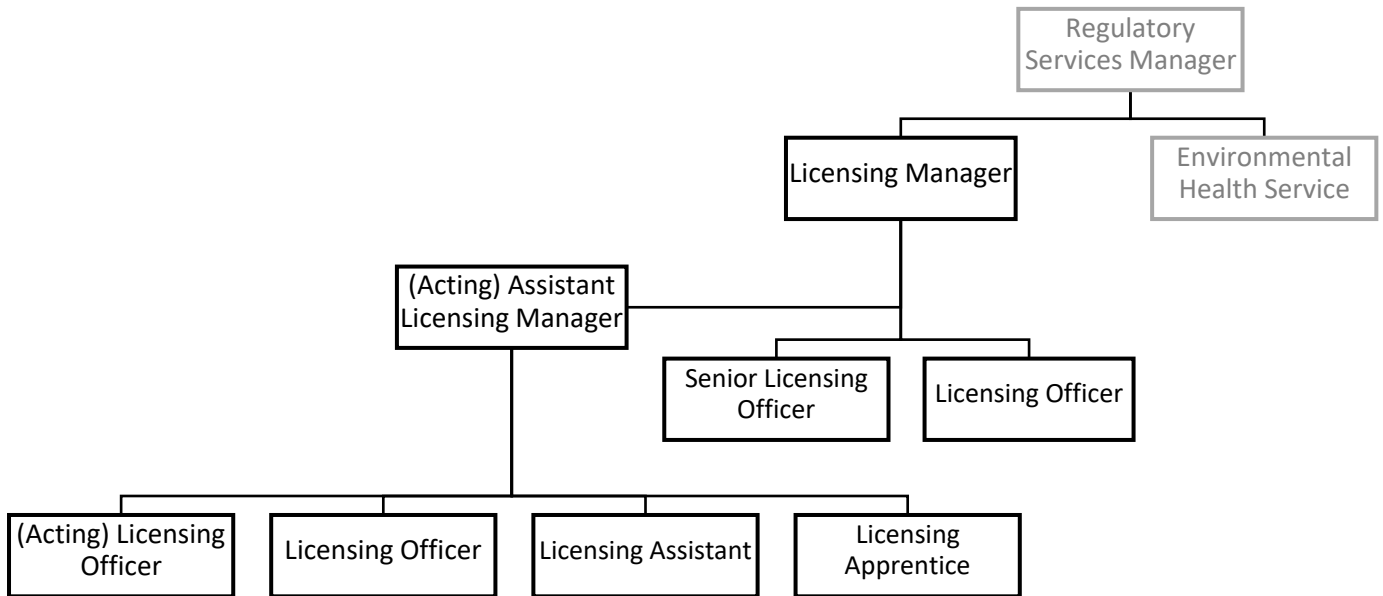 Regulatory
Services Manager
Licensing Manager
Environmental
Health Service
(Acting) Assistant
Licensing Manager
Senior Licensing
Officer
Licensing Officer
(Acting) Licensing
Officer
Licensing Officer
Licensing Assistant
Licensing
Apprentice